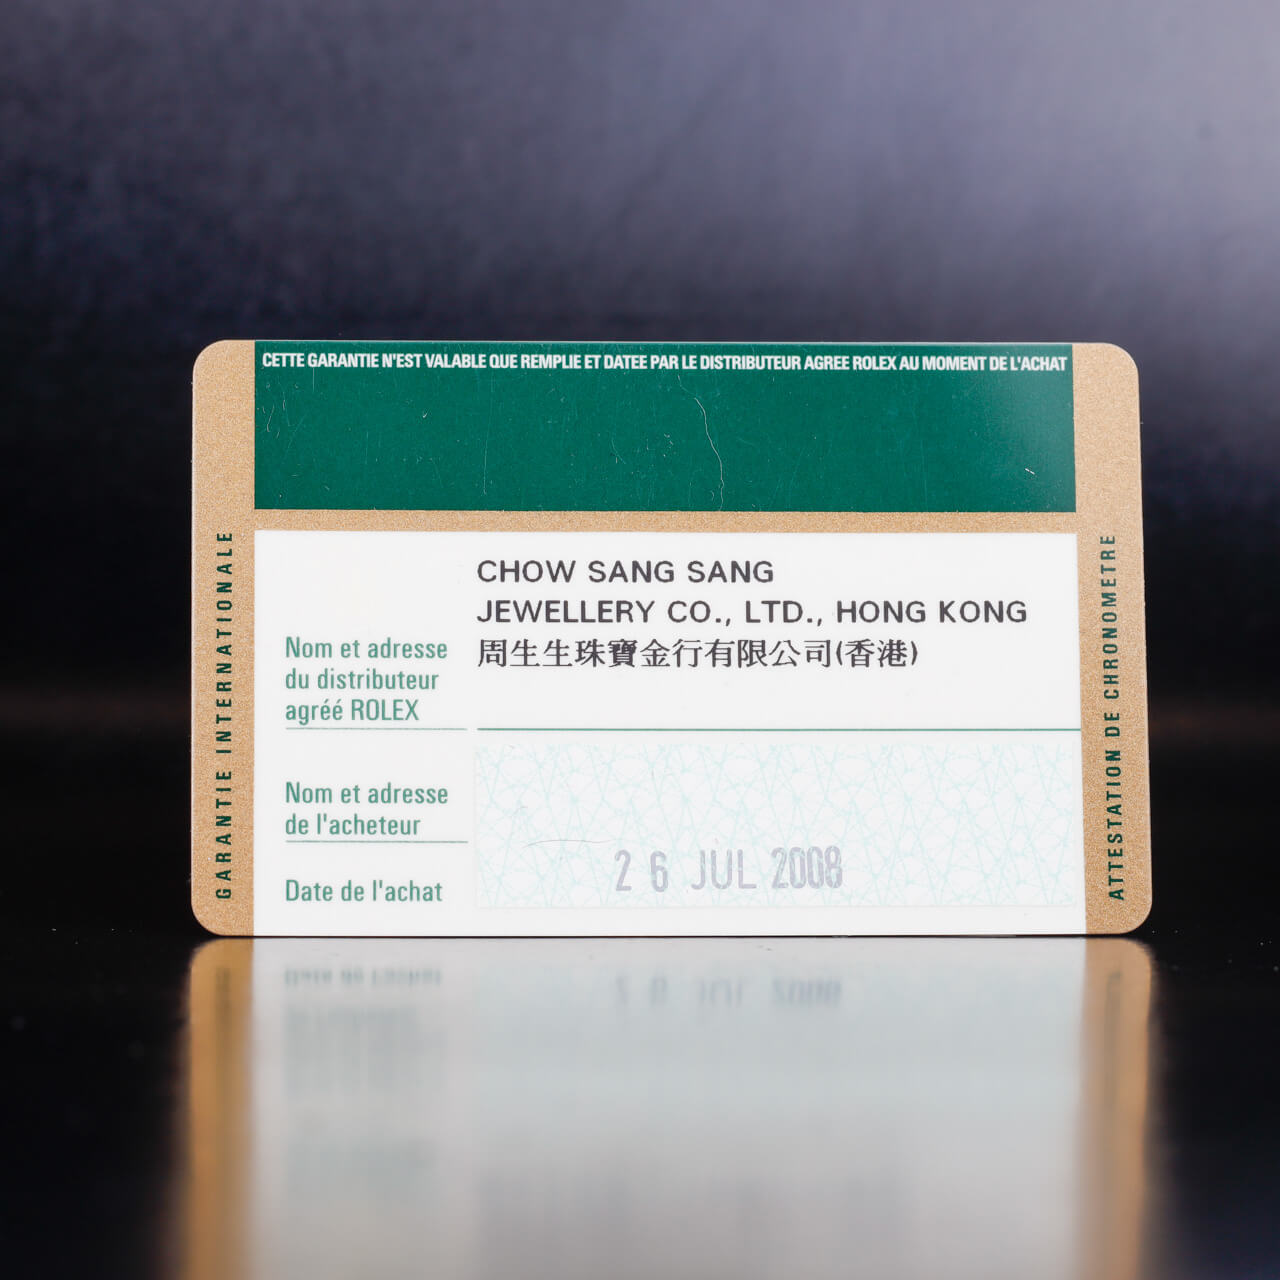 CETTE GARANTIE N'EST VALABLE QUE REMPLIE ET DATEE PAR LE DISTRIBUTEUR AGREE ROLEX AU MOMENT DE L'ACHAT
GARANTIE INTERNATIONALE
CHOW SANG SANG
JEWELLERY CO., LTD., HONG KONG
周生生珠寶金行有限公司(香港)
Nom et adresse
du distributeur
agréé ROLEX
Nom et adresse
de l'acheteur
Date de l'achat
26 JUL 2008
ATTESTATION DE CHRONOMETRE